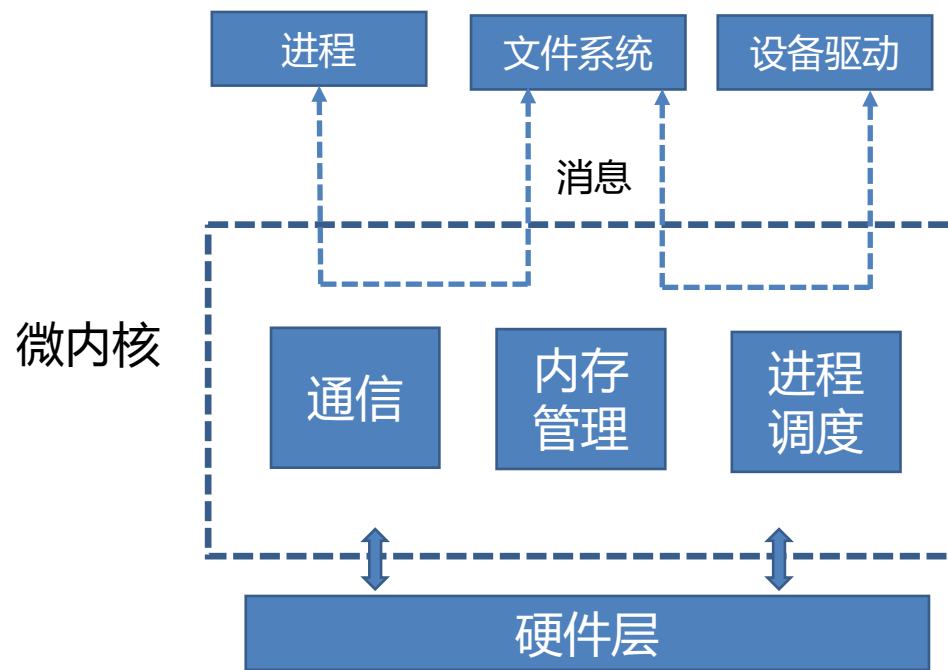 进程
文件系统
设备驱动
消息
微内核
通信
内存
管理
进程
调度
硬件层